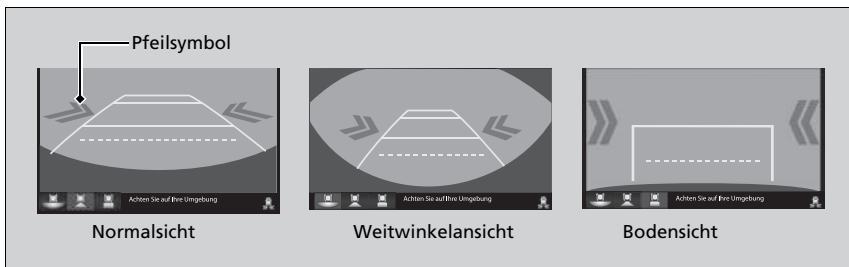 Pfeilsymbol
Achten Sie auf Ihre Umgebung
Achten Sie auf Ihre Umgebung
Achten Sie auf Ihre Umgebung
Normalsicht
Weitwinkelansicht
Bodensicht